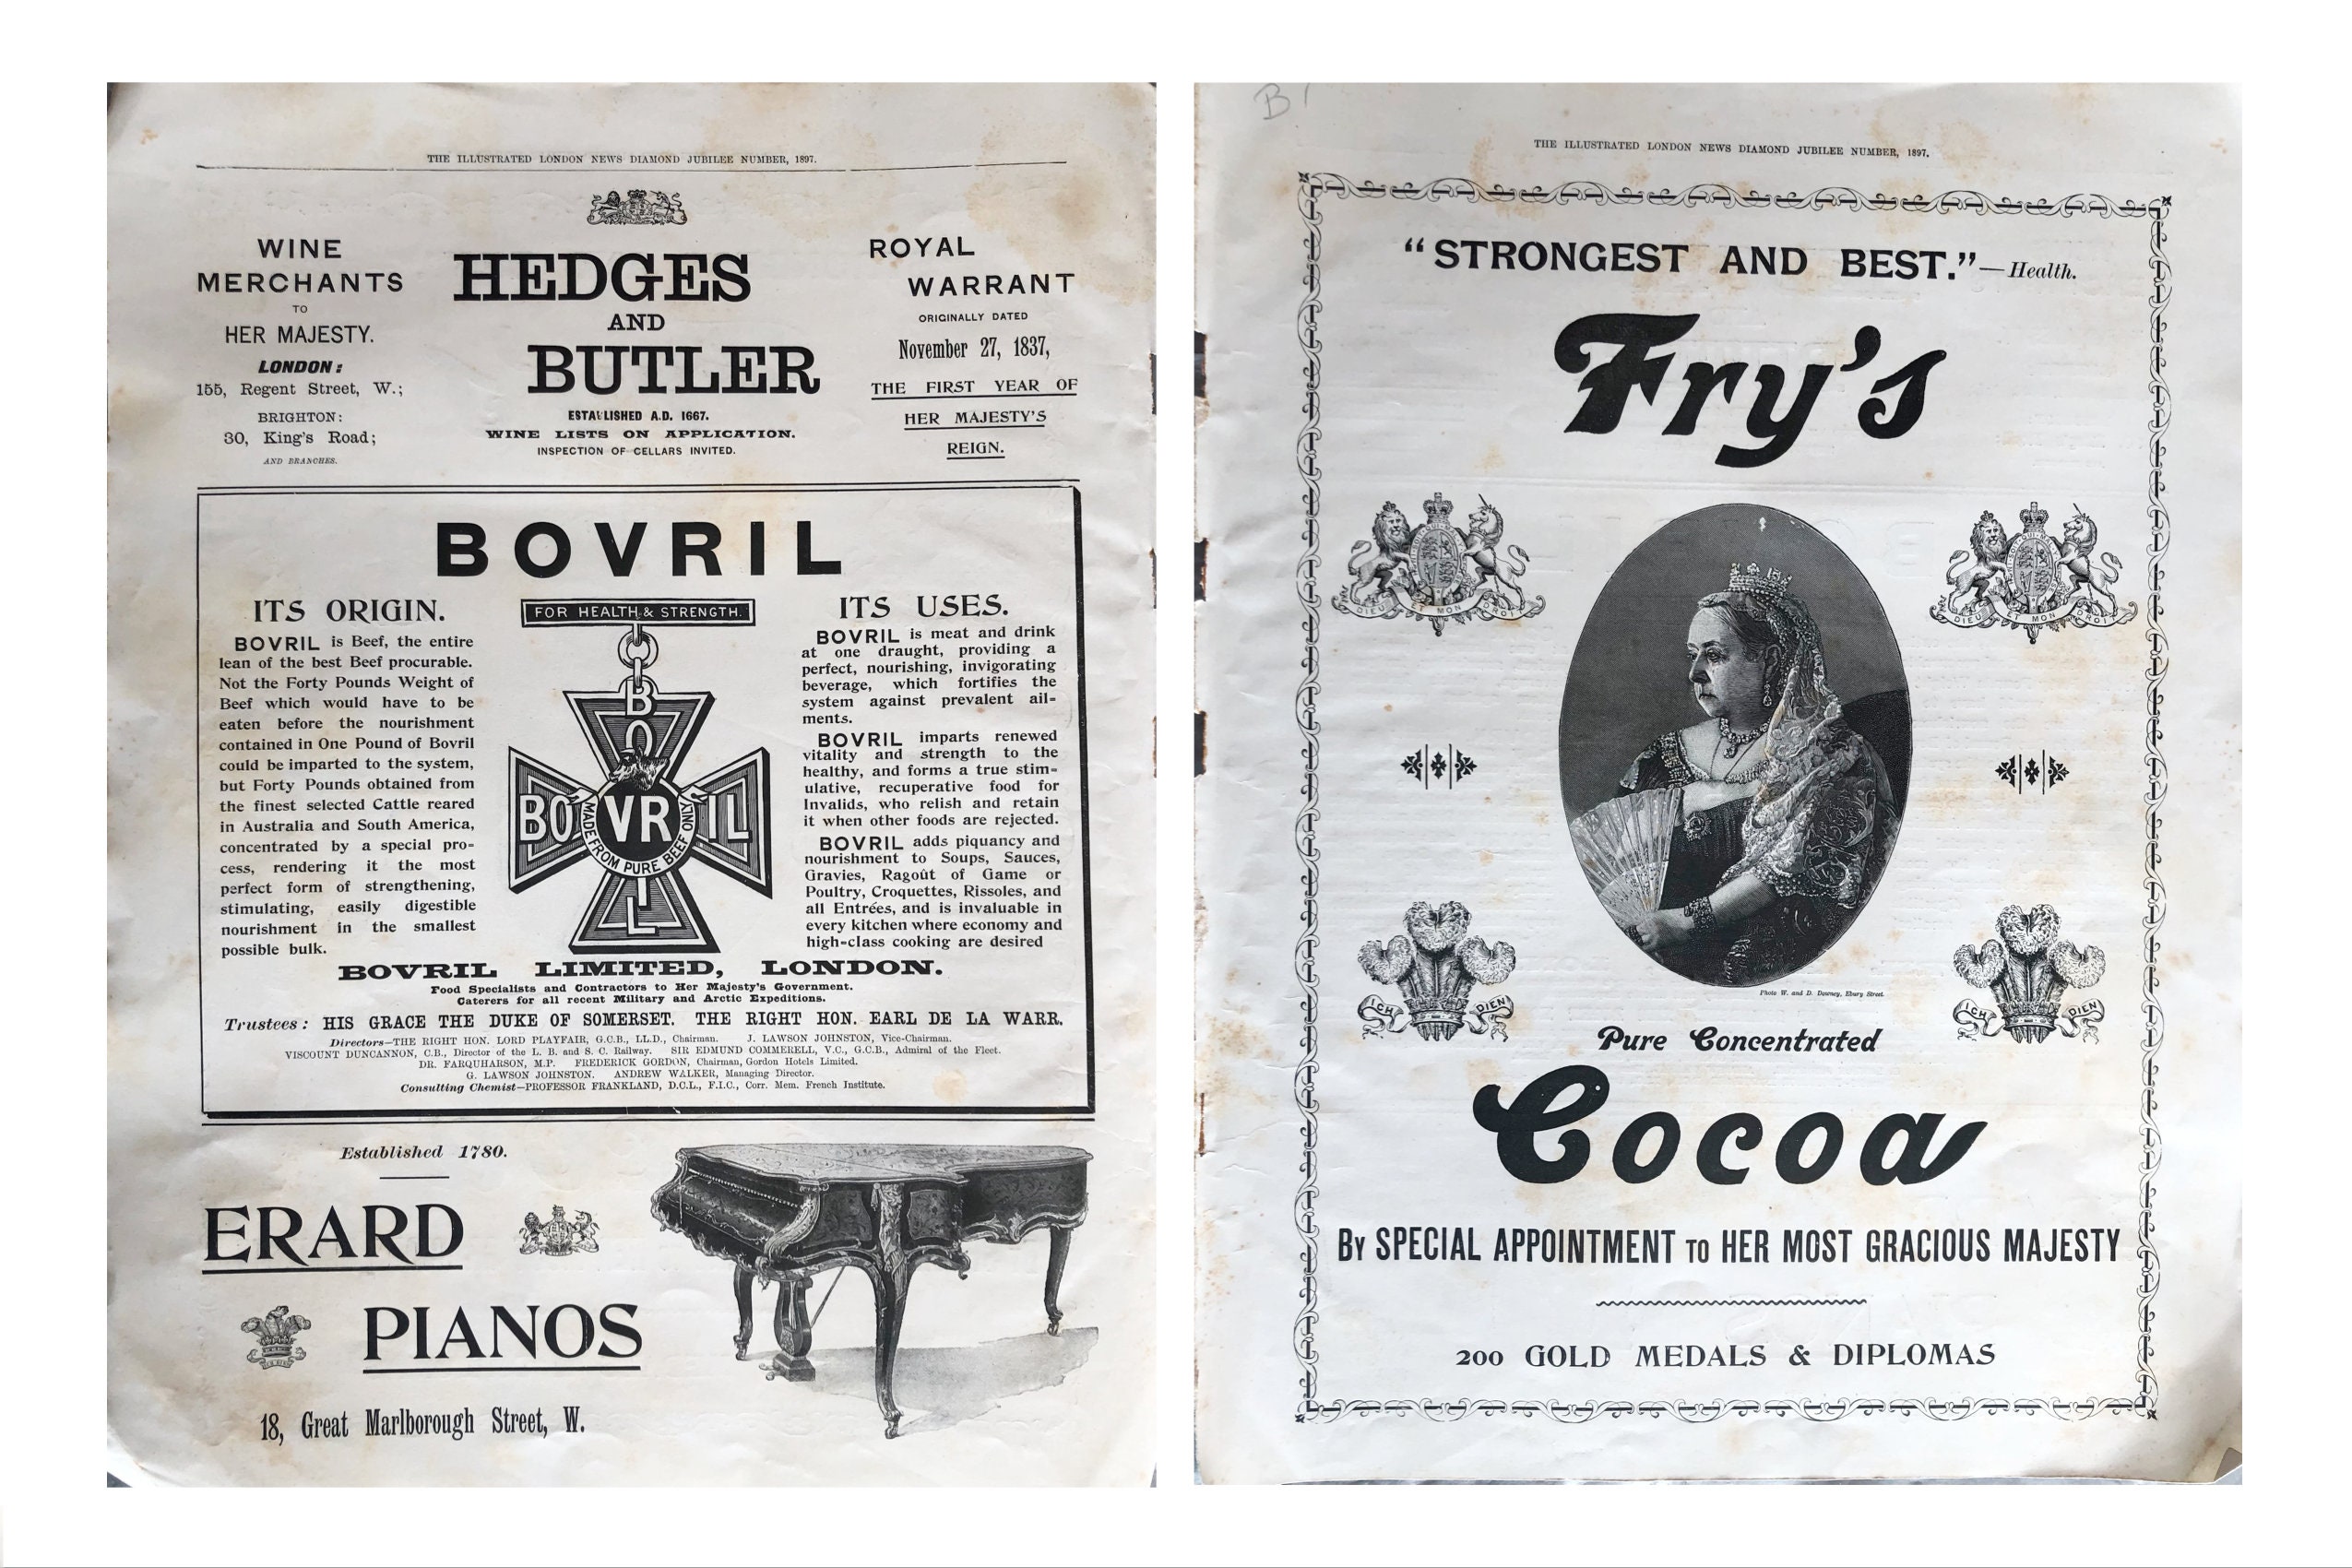 THE ILLUSTRATED LONDON NEWS DIAMOND JUBILEE NUMBER, 1897.
WINE
MERCHANTS
TO
HER MAJESTY.
LONDON:
155, Regent Street, W.;
BRIGHTON:
30, King's Road;
AND BRANCHES.
HEDGES
AND
BUTLER
ESTABLISHED A.D. 1667.
WINE LISTS ON APPLICATION.
INSPECTION OF CELLARS INVITED.
ROYAL
WARRANT
ORIGINALLY DATED
November 27, 1837,
THE FIRST YEAR OF
HER MAJESTY'S
REIGN.
BOVRIL
ITS ORIGIN.
BOVRIL is Beef, the entire
lean of the best Beef procurable.
Not the Forty Pounds Weight of
Beef which would have to be
eaten before the nourishment
contained in One Pound of Bovril
could be imparted to the system,
but Forty Pounds obtained from
the finest selected Cattle reared
in Australia and South America,
concentrated by a special pro-
cess, rendering it the most
perfect form of strengthening,
stimulating, easily digestible
nourishment in the smallest
possible bulk.
FOR HEALTH & STRENGTH.
BOVRIL
BOVRIL
MADE FROM PURE BEEF ONLY
ITS USES.
BOVRIL is meat and drink
at one draught, providing a
perfect, nourishing, invigorating
beverage, which fortifies the
system against prevalent ail-
ments.
BOVRIL imparts renewed
vitality and strength to the
healthy, and forms a true stim-
ulative, recuperative food for
Invalids, who relish and retain
it when other foods are rejected.
BOVRIL adds piquancy and
nourishment to Soups, Sauces,
Gravies, Ragoût of Game or
Poultry, Croquettes, Rissoles, and
all Entrées, and is invaluable in
every kitchen where economy and
high-class cooking are desired
BOVRIL LIMITED, LONDON.
Food Specialists and Contractors to Her Majesty's Government.
Caterers for all recent Military and Arctic Expeditions.
Trustees: HIS GRACE THE DUKE OF SOMERSET. THE RIGHT HON. EARL DE LA WARR.
Directors—THE RIGHT HON. LORD PLAYFAIR, G.C.B., LL.D., Chairman. J. LAWSON JOHNSTON, Vice-Chairman.
VISCOUNT DUNCANNON, C.B., Director of the L. B. and S. C. Railway. SIR EDMUND COMMERELL, V.C., G.C.B., Admiral of the Fleet.
DR. FARQUHARSON, M.P. FREDERICK GORDON, Chairman, Gordon Hotels Limited.
G. LAWSON JOHNSTON. ANDREW WALKER, Managing Director.
Consulting Chemist—PROFESSOR FRANKLAND, D.C.L., F.I.C., Corr. Mem. French Institute.
Established 1780.
ERARD
PIANOS
18, Great Marlborough Street, W.
B
THE ILLUSTRATED LONDON NEWS DIAMOND JUBILEE NUMBER, 1897.
"STRONGEST AND BEST."—Health.
Fry's
DIEU ET MON DROIT
DIEU ET MON DROIT
ICH DIEN
ICH DIEN
Photo W. and D. Downey, Ebury Street.
Pure Concentrated
Cocoa
BY SPECIAL APPOINTMENT TO HER MOST GRACIOUS MAJESTY
200 GOLD MEDALS & DIPLOMAS